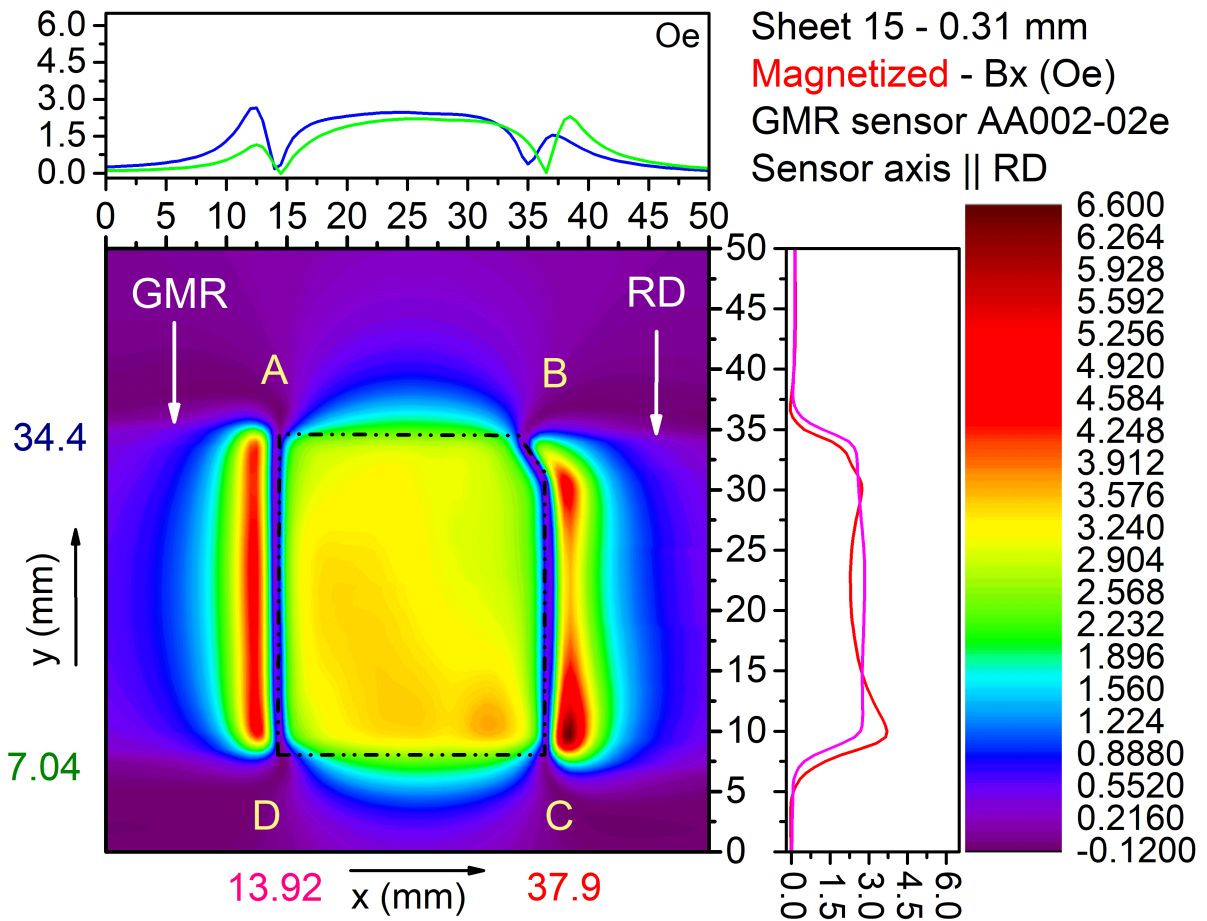 6.0
4.5
3.0
1.5
0.0
Oe
0 5 10 15 20 25 30 35 40 45 50
Sheet 15 - 0.31 mm
Magnetized - Bx (Oe)
GMR sensor AA002-02e
Sensor axis || RD
GMR
RD
A
B
D
C
34.4
7.04
y (mm)
13.92
x (mm)
37.9
50
45
40
35
30
25
20
15
10
5
0
0.0 1.5 3.0 4.5 6.0
6.600
6.264
5.928
5.592
5.256
4.920
4.584
4.248
3.912
3.576
3.240
2.904
2.568
2.232
1.896
1.560
1.224
0.8880
0.5520
0.2160
-0.1200